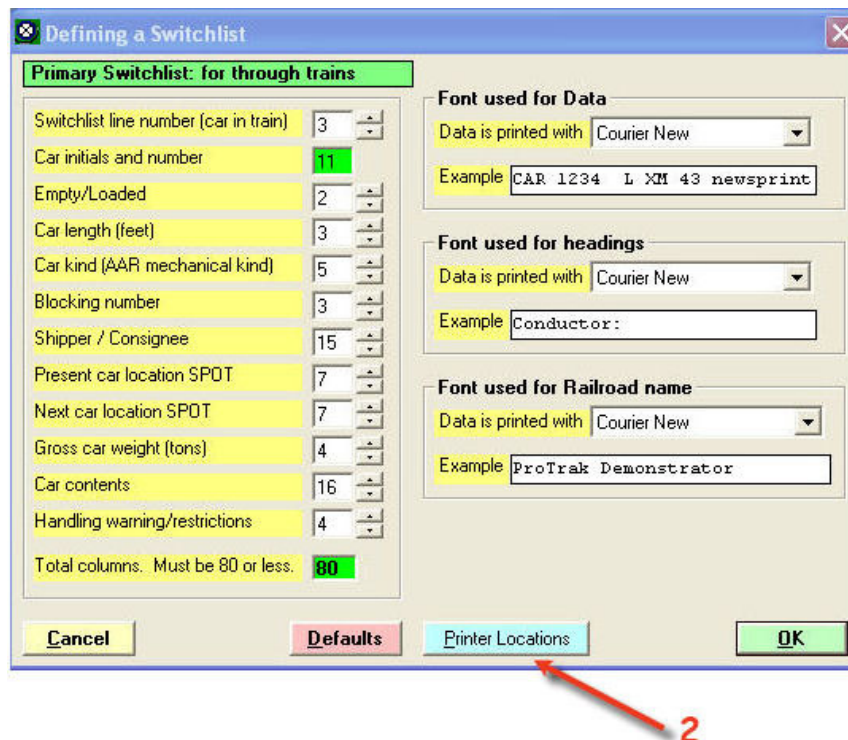 Defining a Switchlist
Primary Switchlist: for through trains
Switchlist line number (car in train) 3
Car initials and number 11
Empty/Loaded 2
Car length (feet) 3
Car kind (AAR mechanical kind) 5
Blocking number 3
Shipper / Consignee 15
Present car location SPOT 7
Next car location SPOT 7
Gross car weight (tons) 4
Car contents 16
Handling warning/restrictions 4
Total columns. Must be 80 or less. 80
Font used for Data
Data is printed with Courier New
Example CAR 1234 L XM 43 newsprint
Font used for headings
Data is printed with Courier New
Example Conductor:
Font used for Railroad name
Data is printed with Courier New
Example ProTrak Demonstrator
Cancel Defaults Printer Locations OK
2